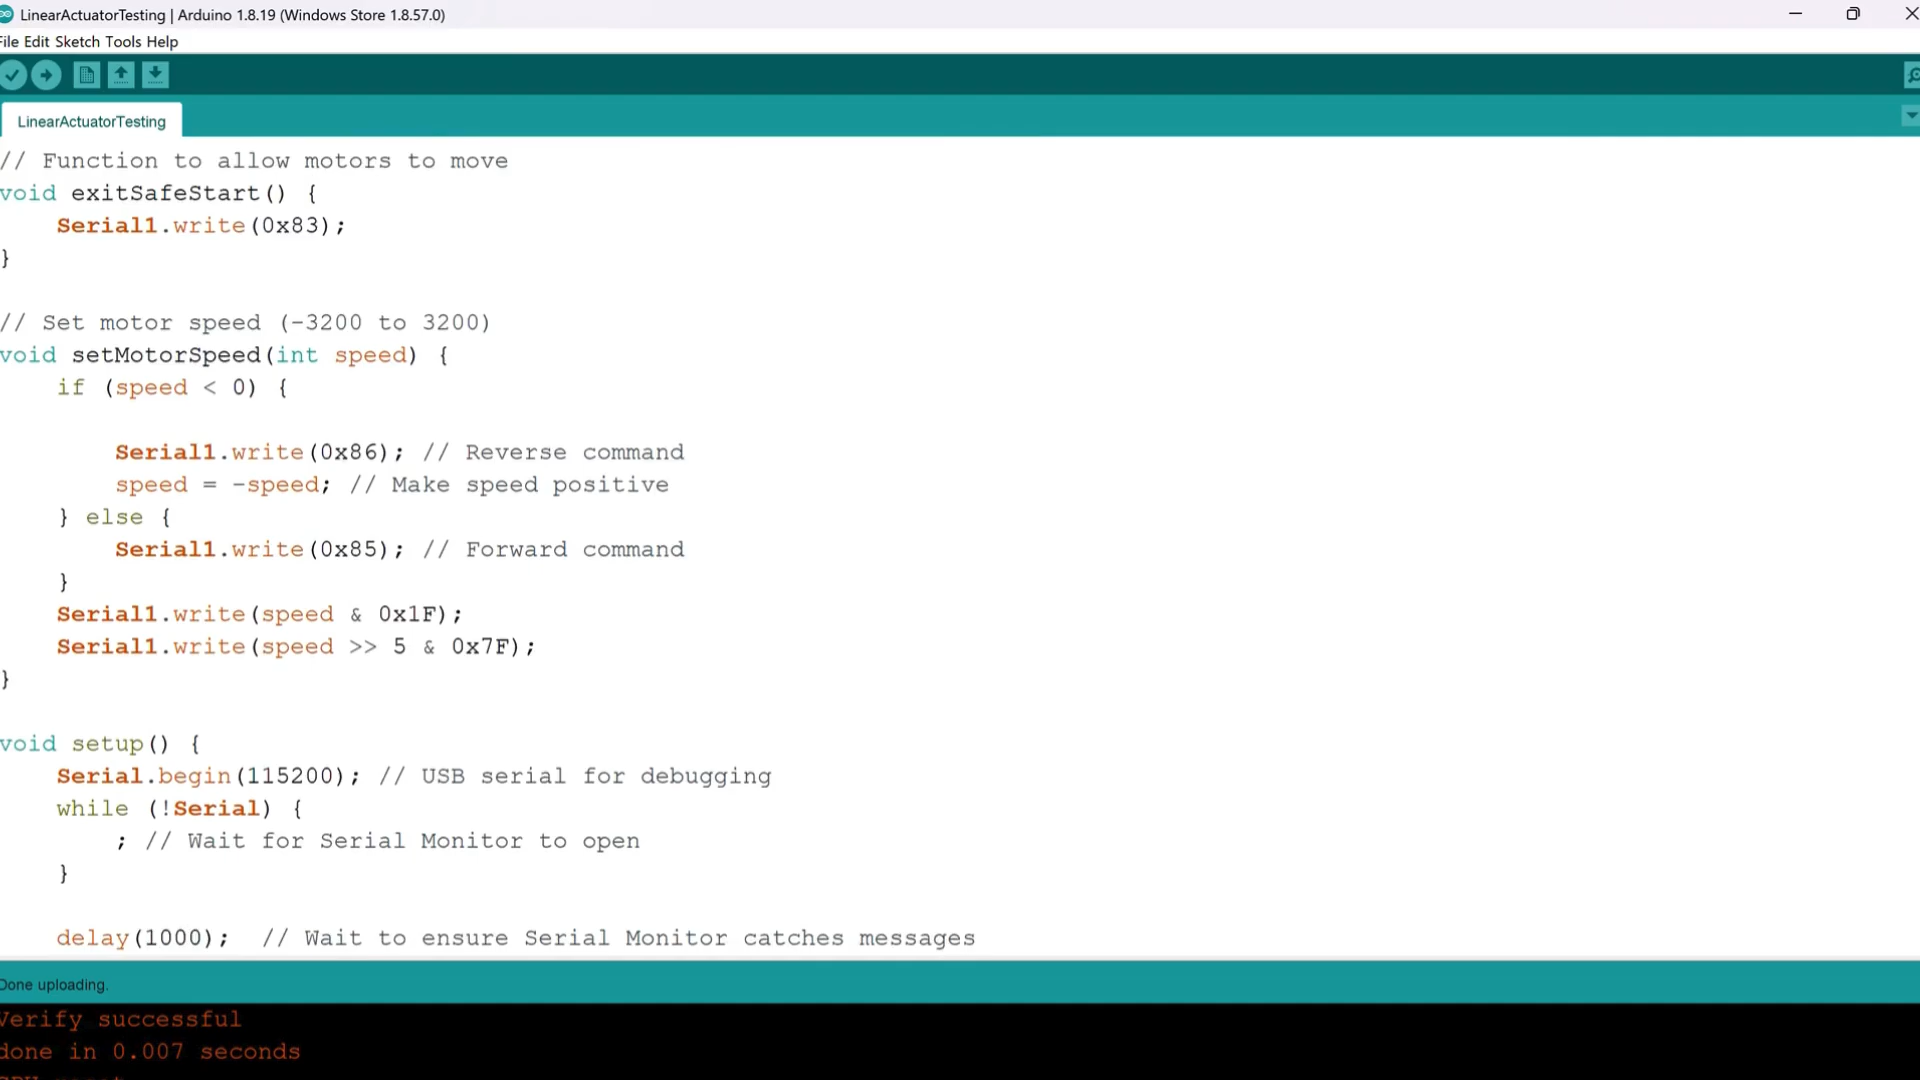 LinearActuatorTesting | Arduino 1.8.19 (Windows Store 1.8.57.0)
File Edit Sketch Tools Help
LinearActuatorTesting
// Function to allow motors to move
void exitSafeStart() {
    Serial1.write(0x83);
}
// Set motor speed (-3200 to 3200)
void setMotorSpeed(int speed) {
    if (speed < 0) {
        Serial1.write(0x86); // Reverse command
        speed = -speed; // Make speed positive
    } else {
        Serial1.write(0x85); // Forward command
    }
    Serial1.write(speed & 0x1F);
    Serial1.write(speed >> 5 & 0x7F);
}
void setup() {
    Serial.begin(115200); // USB serial for debugging
    while (!Serial) {
        ; // Wait for Serial Monitor to open
    }
    delay(1000);  // Wait to ensure Serial Monitor catches messages
Done uploading.
Verify successful
done in 0.007 seconds